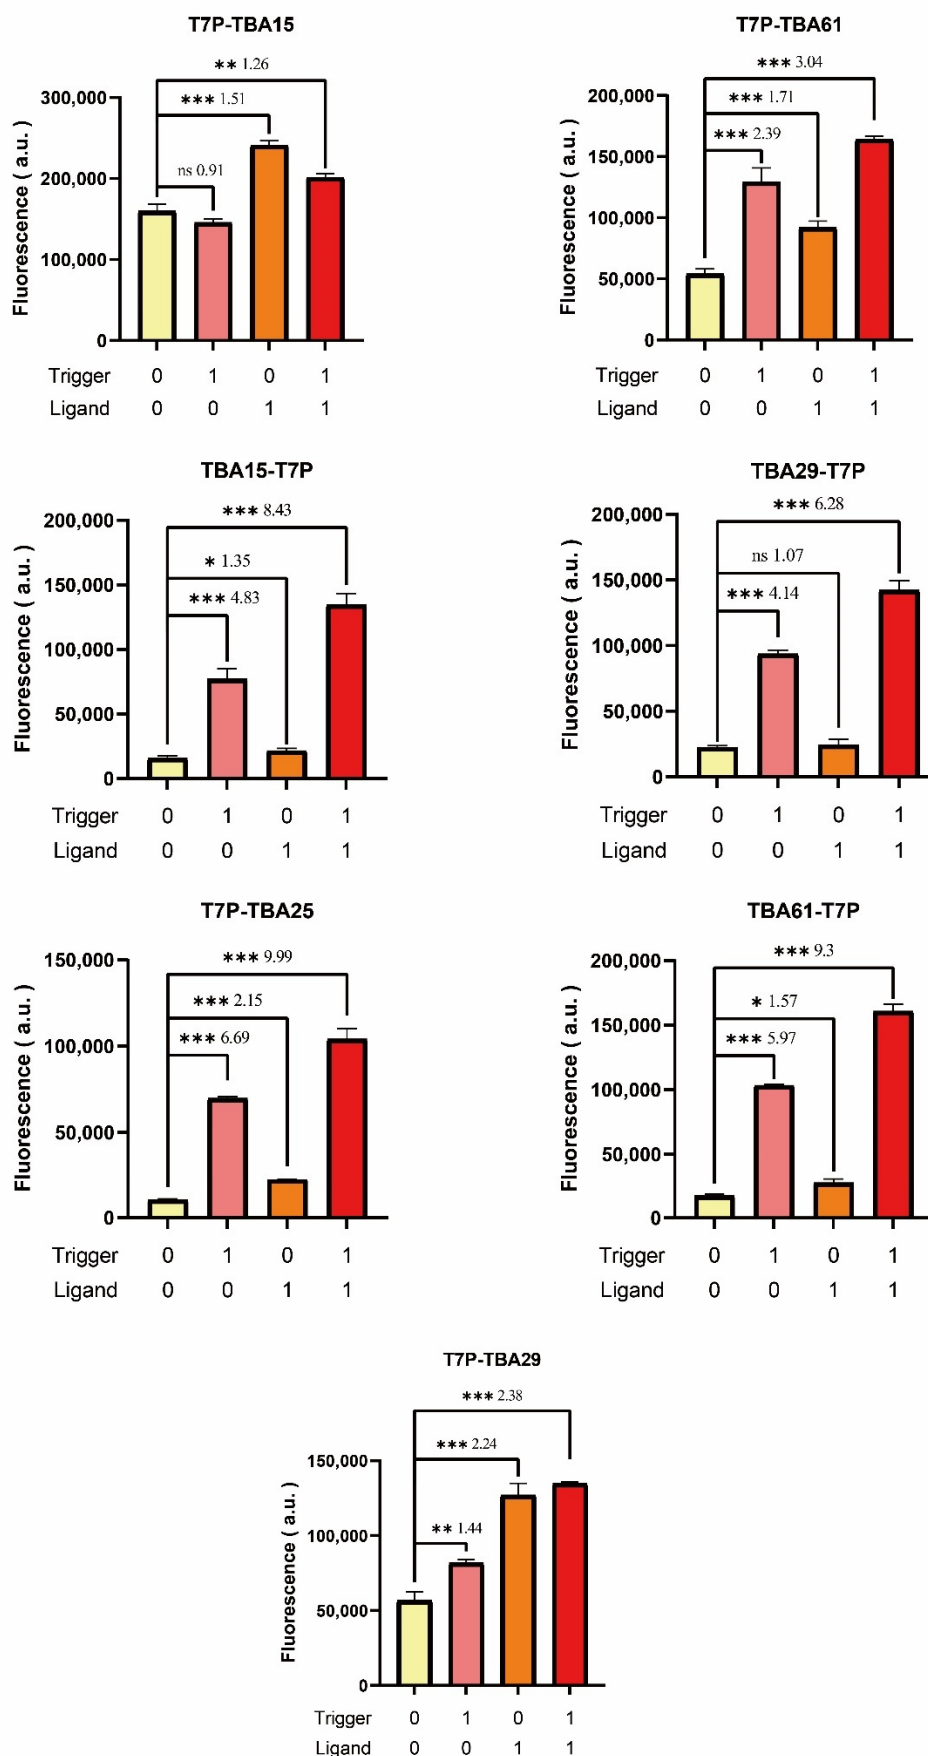 T7P-TBA15
** 1.26
*** 1.51
ns 0.91
Fluorescence ( a.u. )
300,000
200,000
100,000
0
Trigger 0 1 0 1
Ligand 0 0 1 1
T7P-TBA61
*** 3.04
*** 1.71
*** 2.39
Fluorescence ( a.u. )
200,000
150,000
100,000
50,000
0
Trigger 0 1 0 1
Ligand 0 0 1 1
TBA15-T7P
*** 8.43
* 1.35
*** 4.83
Fluorescence ( a.u. )
200,000
150,000
100,000
50,000
0
Trigger 0 1 0 1
Ligand 0 0 1 1
TBA29-T7P
*** 6.28
ns 1.07
*** 4.14
Fluorescence ( a.u. )
200,000
150,000
100,000
50,000
0
Trigger 0 1 0 1
Ligand 0 0 1 1
T7P-TBA25
*** 9.99
*** 2.15
*** 6.69
Fluorescence ( a.u. )
150,000
100,000
50,000
0
Trigger 0 1 0 1
Ligand 0 0 1 1
TBA61-T7P
*** 9.3
* 1.57
*** 5.97
Fluorescence ( a.u. )
200,000
150,000
100,000
50,000
0
Trigger 0 1 0 1
Ligand 0 0 1 1
T7P-TBA29
*** 2.38
*** 2.24
** 1.44
Fluorescence ( a.u. )
150,000
100,000
50,000
0
Trigger 0 1 0 1
Ligand 0 0 1 1